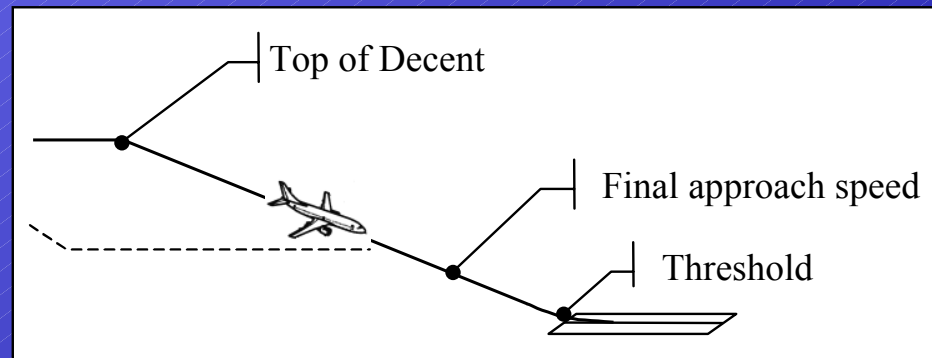 Top of Decent
Final approach speed
Threshold